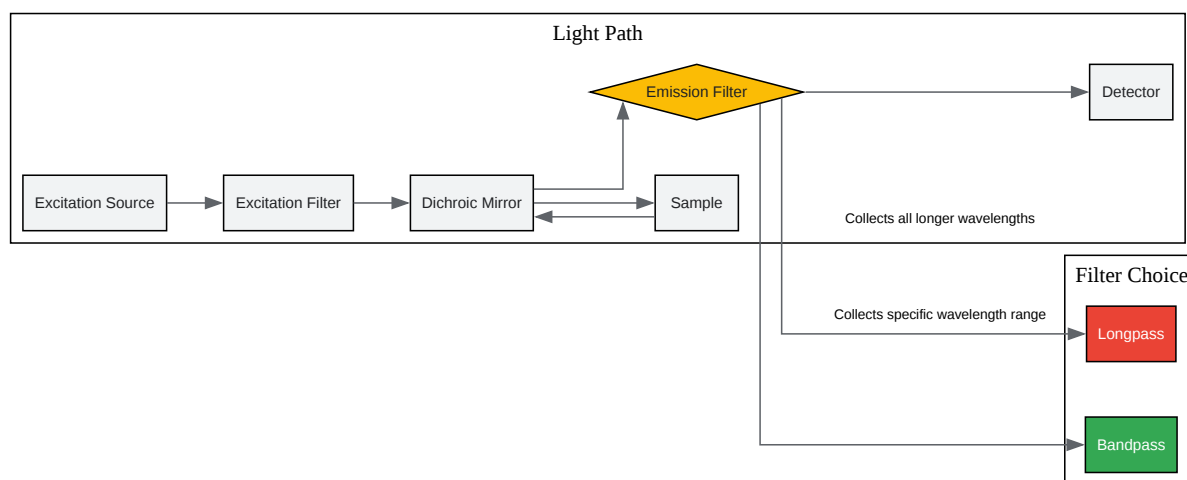 Light Path
Emission Filter
Detector
Excitation Source
Excitation Filter
Dichroic Mirror
Sample
Collects all longer wavelengths
Filter Choice
Collects specific wavelength range
Longpass
Bandpass